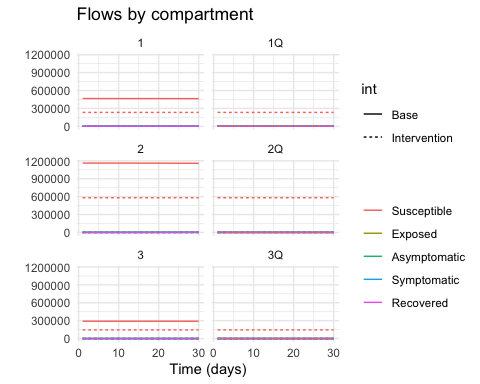 Flows by compartment
1
1Q
1200000
900000
600000
300000
0
2
2Q
1200000
900000
600000
300000
0
3
3Q
1200000
900000
600000
300000
0
0 10 20 30 0 10 20 30
Time (days)
int
Base
Intervention
Susceptible
Exposed
Asymptomatic
Symptomatic
Recovered